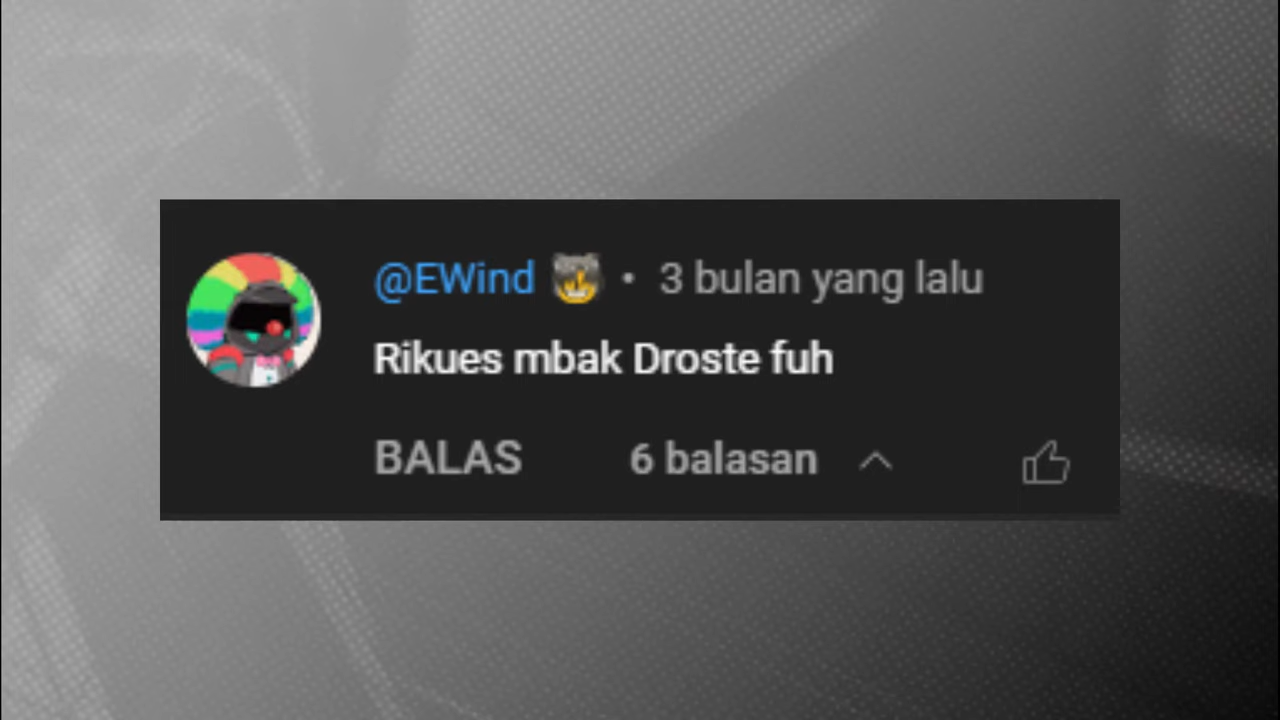 @EWind • 3 bulan yang lalu
Rikues mbak Droste fuh
BALAS 6 balasan